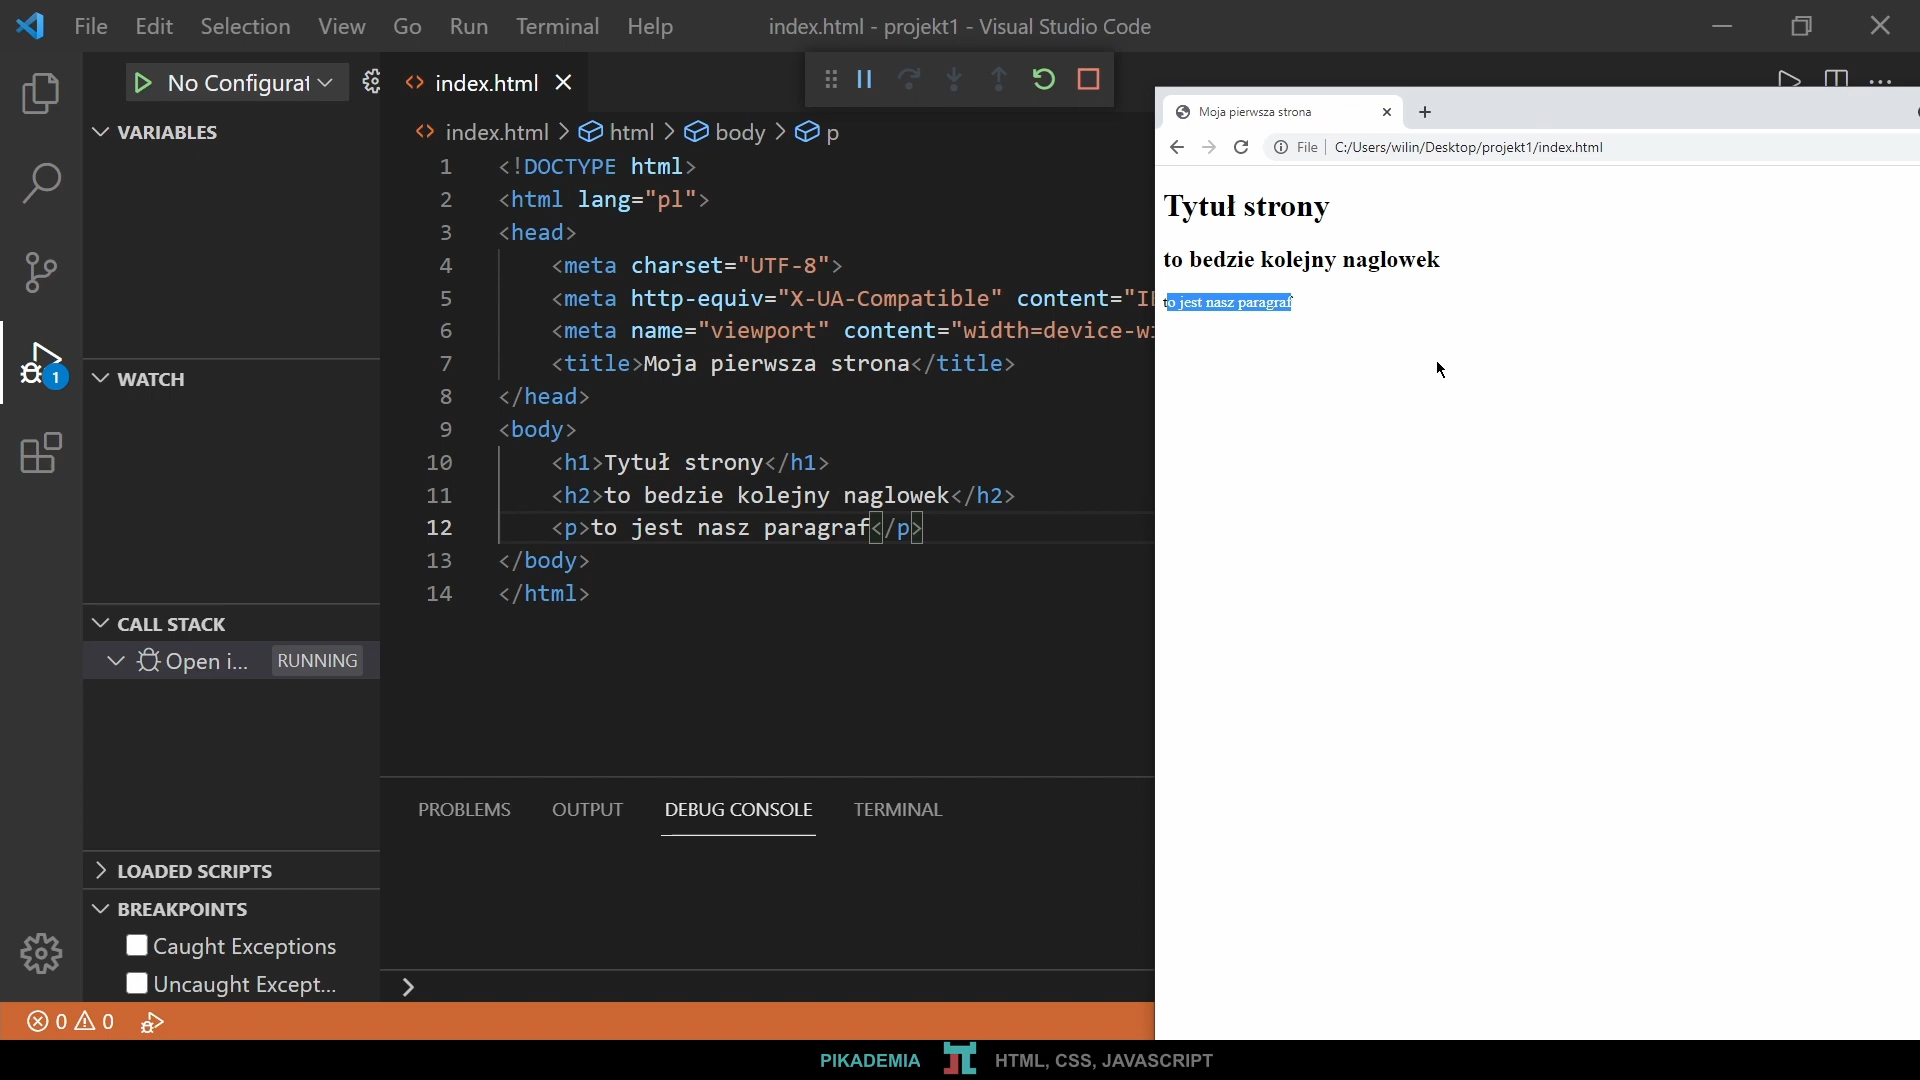 File Edit Selection View Go Run Terminal Help index.html - projekt1 - Visual Studio Code
No Configurat
index.html
VARIABLES
WATCH
CALL STACK
Open i... RUNNING
LOADED SCRIPTS
BREAKPOINTS
Caught Exceptions
Uncaught Except...
index.html > html > body > p
1 <!DOCTYPE html>
2 <html lang="pl">
3 <head>
4 <meta charset="UTF-8">
5 <meta http-equiv="X-UA-Compatible" content="IE
6 <meta name="viewport" content="width=device-wi
7 <title>Moja pierwsza strona</title>
8 </head>
9 <body>
10 <h1>Tytuł strony</h1>
11 <h2>to bedzie kolejny naglowek</h2>
12 <p>to jest nasz paragraf</p>
13 </body>
14 </html>
PROBLEMS OUTPUT DEBUG CONSOLE TERMINAL
Moja pierwsza strona
File C:/Users/wilin/Desktop/projekt1/index.html
Tytuł strony
to bedzie kolejny naglowek
to jest nasz paragraf
1
0 0
PIKADEMIA HTML, CSS, JAVASCRIPT